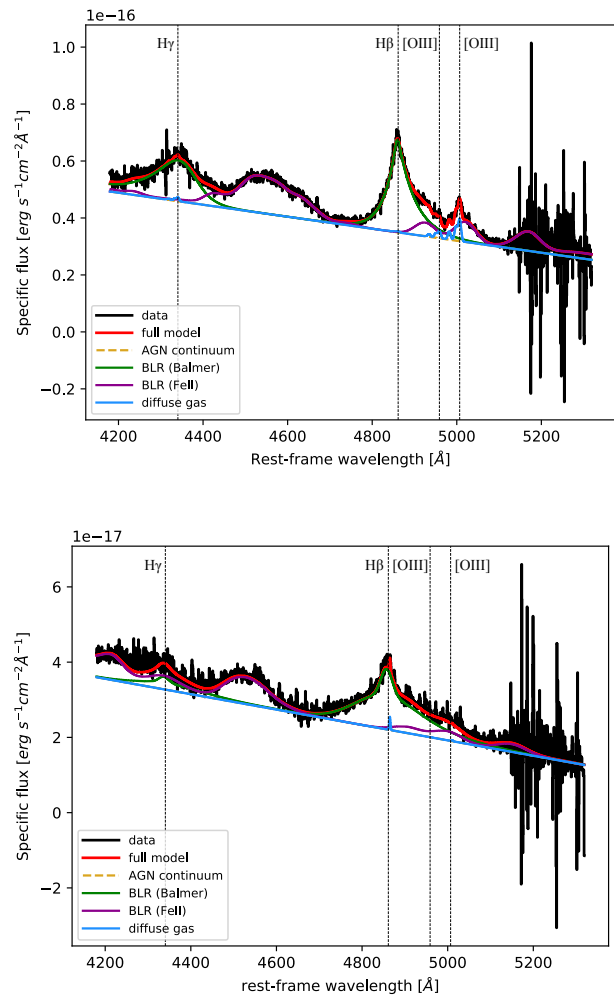 1e−16
Hγ Hβ [OIII] [OIII]
1.0
0.8
0.6
0.4
0.2
0.0
−0.2
Specific flux [erg s⁻¹cm⁻²Å⁻¹]
data
full model
AGN continuum
BLR (Balmer)
BLR (FeII)
diffuse gas
4200 4400 4600 4800 5000 5200
Rest-frame wavelength [Å]
1e−17
Hγ Hβ [OIII] [OIII]
6
4
2
0
−2
Specific flux [erg s⁻¹cm⁻²Å⁻¹]
data
full model
AGN continuum
BLR (Balmer)
BLR (FeII)
diffuse gas
4200 4400 4600 4800 5000 5200
rest-frame wavelength [Å]